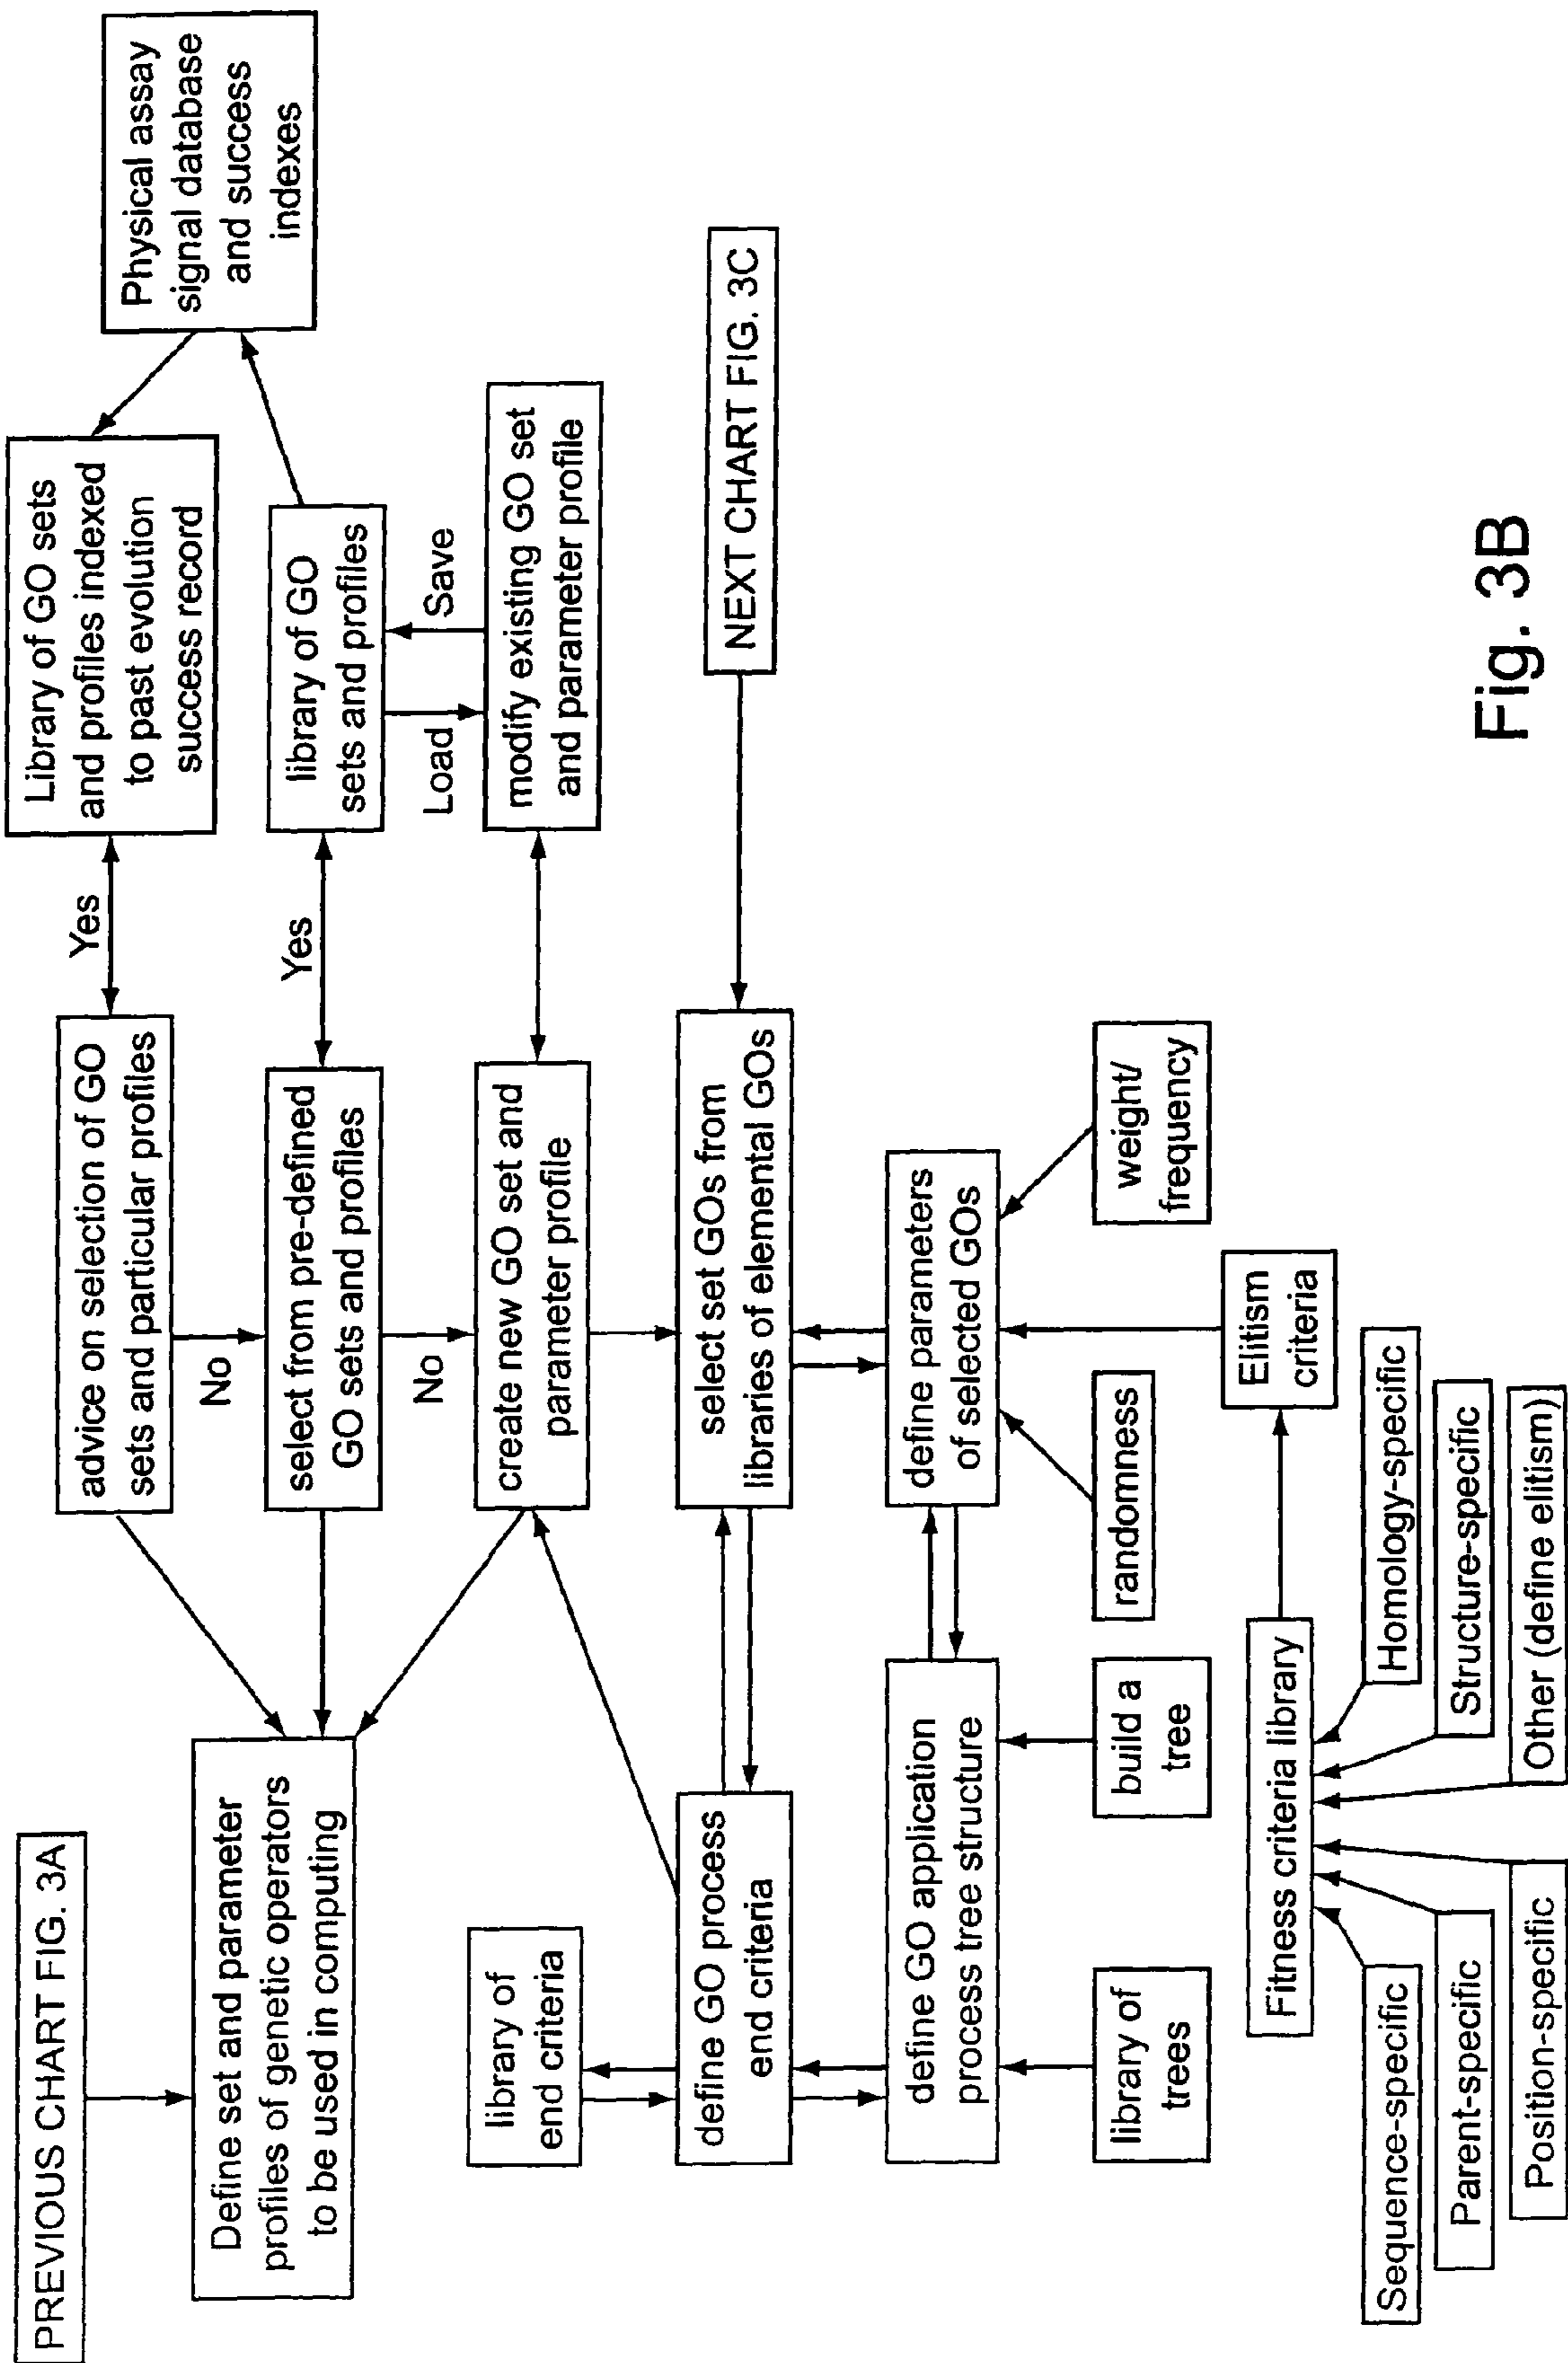 PREVIOUS CHART FIG. 3A
Define set and parameter
profiles of genetic operators
to be used in computing
advice on selection of GO
sets and particular profiles
Yes
Library of GO sets
and profiles indexed
to past evolution
success record
Physical assay
signal database
and success
indexes
No
select from pre-defined
GO sets and profiles
Yes
library of GO
sets and profiles
No
Load
Save
create new GO set and
parameter profile
modify existing GO set
and parameter profile
library of
end criteria
define GO process
end criteria
select set GOs from
libraries of elemental GOs
NEXT CHART FIG. 3C
define GO application
process tree structure
define parameters
of selected GOs
library of
trees
build a
tree
randomness
weight/
frequency
Fitness criteria library
Elitism
criteria
Sequence-specific
Homology-specific
Parent-specific
Structure-specific
Position-specific
Other (define elitism)
Fig. 3B